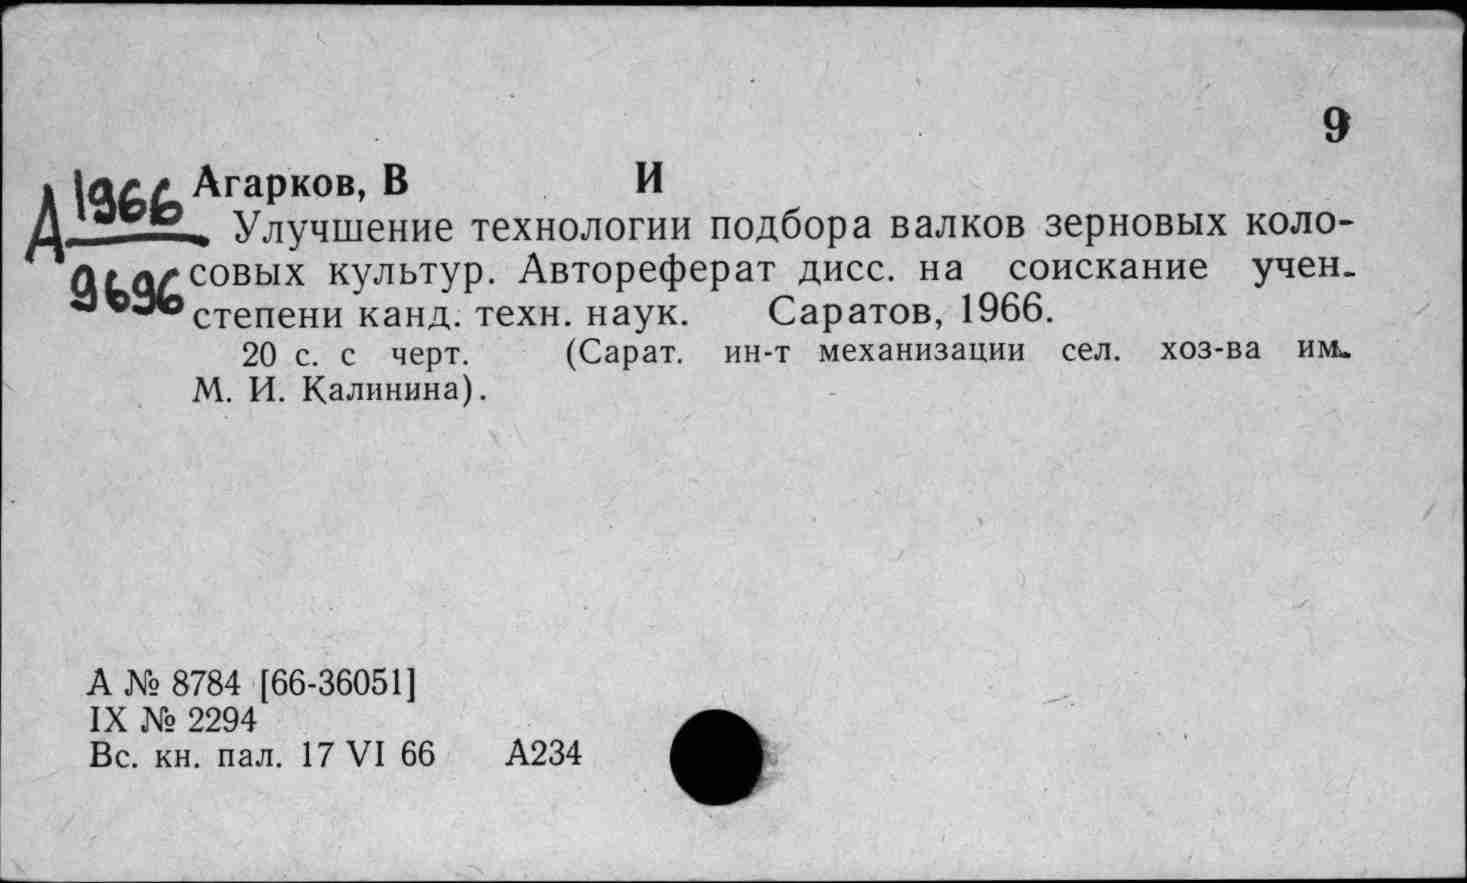 9
Агарков, В И
Д 1966
9696
Улучшение технологии подбора валков зерновых коло-
совых культур. Автореферат дисс. на соискание учен.
степени канд. техн. наук. Саратов, 1966.
20 с. с черт. (Сарат. ин-т механизации сел. хоз-ва им.
М. И. Калинина).
А № 8784 [66-36051]
IX № 2294
Вс. кн. пал. 17 VI 66 А234